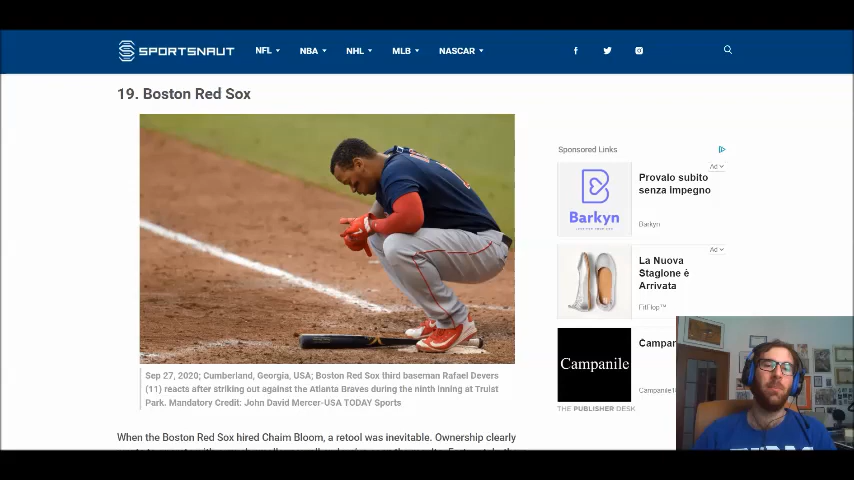 SPORTSNAUT
NFL
NBA
NHL
MLB
NASCAR
19. Boston Red Sox
Sep 27, 2020; Cumberland, Georgia, USA; Boston Red Sox third baseman Rafael Devers
(11) reacts after striking out against the Atlanta Braves during the ninth inning at Truist
Park. Mandatory Credit: John David Mercer-USA TODAY Sports
When the Boston Red Sox hired Chaim Bloom, a retool was inevitable. Ownership clearly
Sponsored Links
Ad
Barkyn
Provalo subito
senza impegno
Barkyn
Ad
La Nuova
Stagione é
Arrivata
FitFlop™
Campanile
Campan
Campanile
THE PUBLISHER DESK